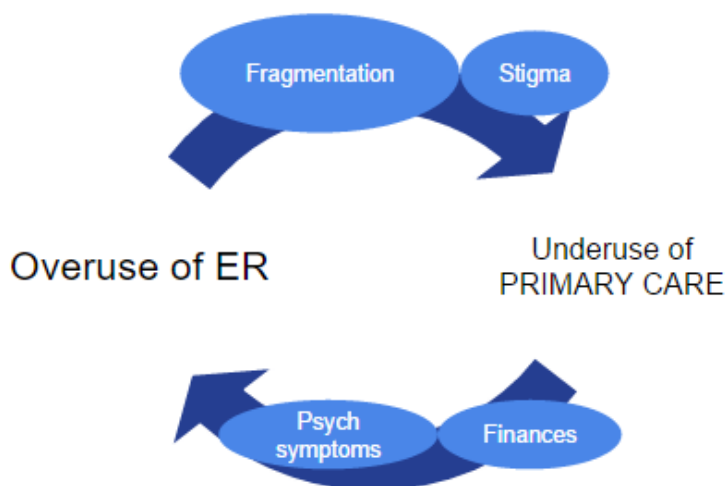 Fragmentation
Stigma
Overuse of ER
Underuse of
PRIMARY CARE
Psych
symptoms
Finances